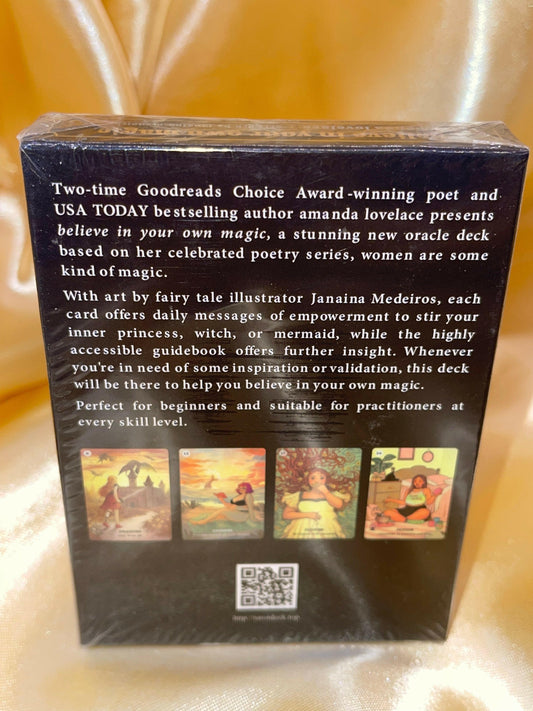 Two-time Goodreads Choice Award-winning poet and
USA TODAY bestselling author amanda lovelace presents
believe in your own magic, a stunning new oracle deck
based on her celebrated poetry series, women are some
kind of magic.
With art by fairy tale illustrator Janaina Medeiros, each
card offers daily messages of empowerment to stir your
inner princess, witch, or mermaid, while the highly
accessible guidebook offers further insight. Whenever
you're in need of some inspiration or validation, this deck
will be there to help you believe in your own magic.
Perfect for beginners and suitable for practitioners at
every skill level.